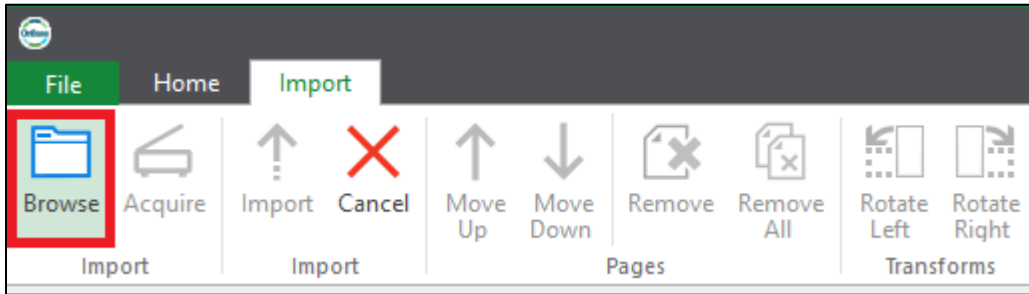 OnBase
File Home Import
Browse Acquire Import Cancel Move Move Remove Remove Rotate Rotate
Up Down All Left Right
Import Import Pages Transforms